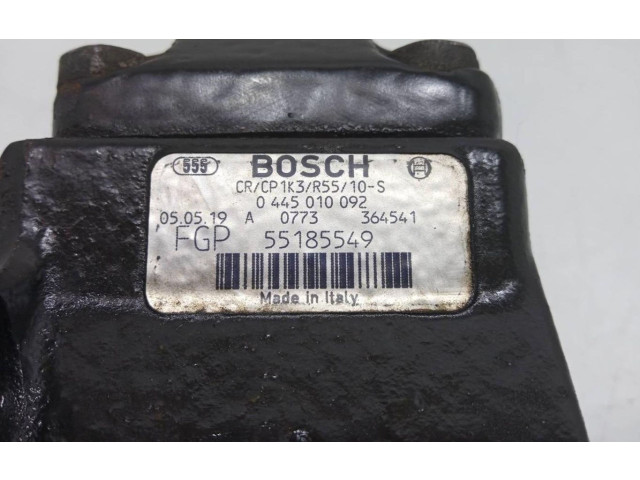 555 BOSCH
CR/CP1K3/R55/10-S
0 445 010 092
05.05.19 A 0773 364541
FGP 55185549
Made in Italy